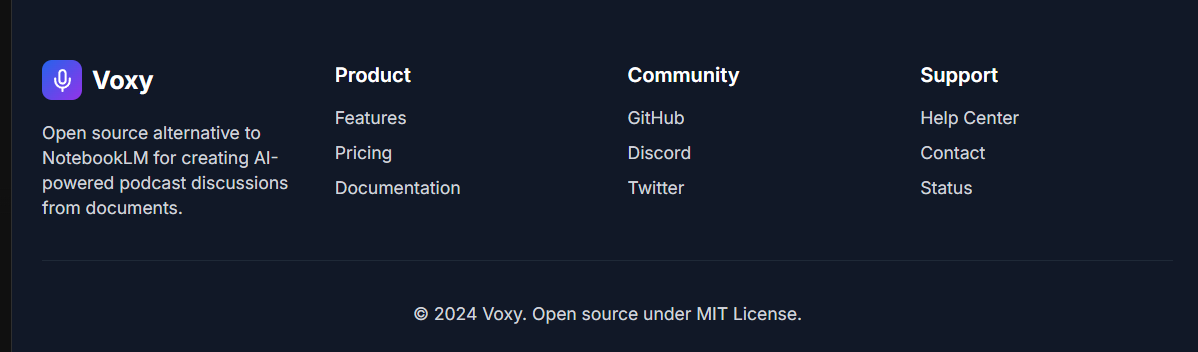 Voxy
Open source alternative to
NotebookLM for creating AI-
powered podcast discussions
from documents.
Product
Features
Pricing
Documentation
Community
GitHub
Discord
Twitter
Support
Help Center
Contact
Status
© 2024 Voxy. Open source under MIT License.